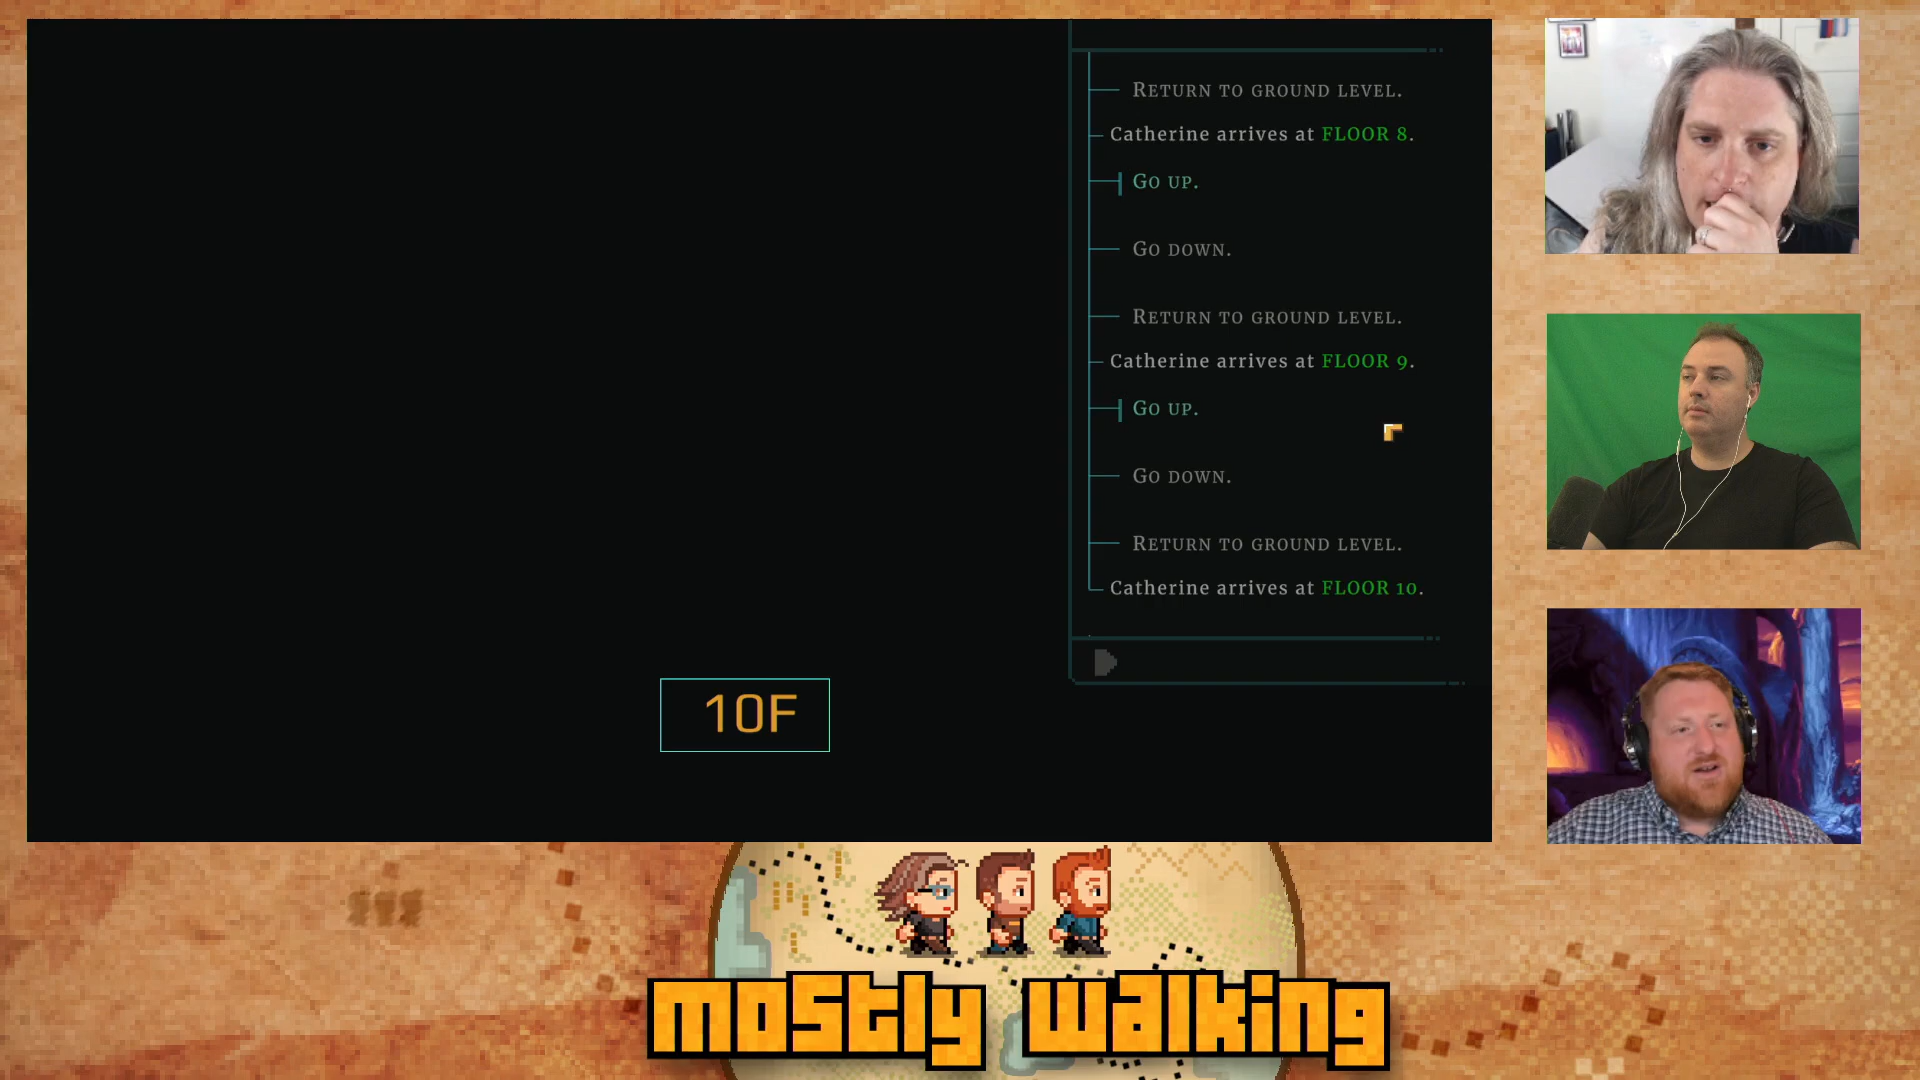 RETURN TO GROUND LEVEL.
Catherine arrives at FLOOR 8.
GO UP.
GO DOWN.
RETURN TO GROUND LEVEL.
Catherine arrives at FLOOR 9.
GO UP.
GO DOWN.
RETURN TO GROUND LEVEL.
Catherine arrives at FLOOR 10.
10F
mostly walking